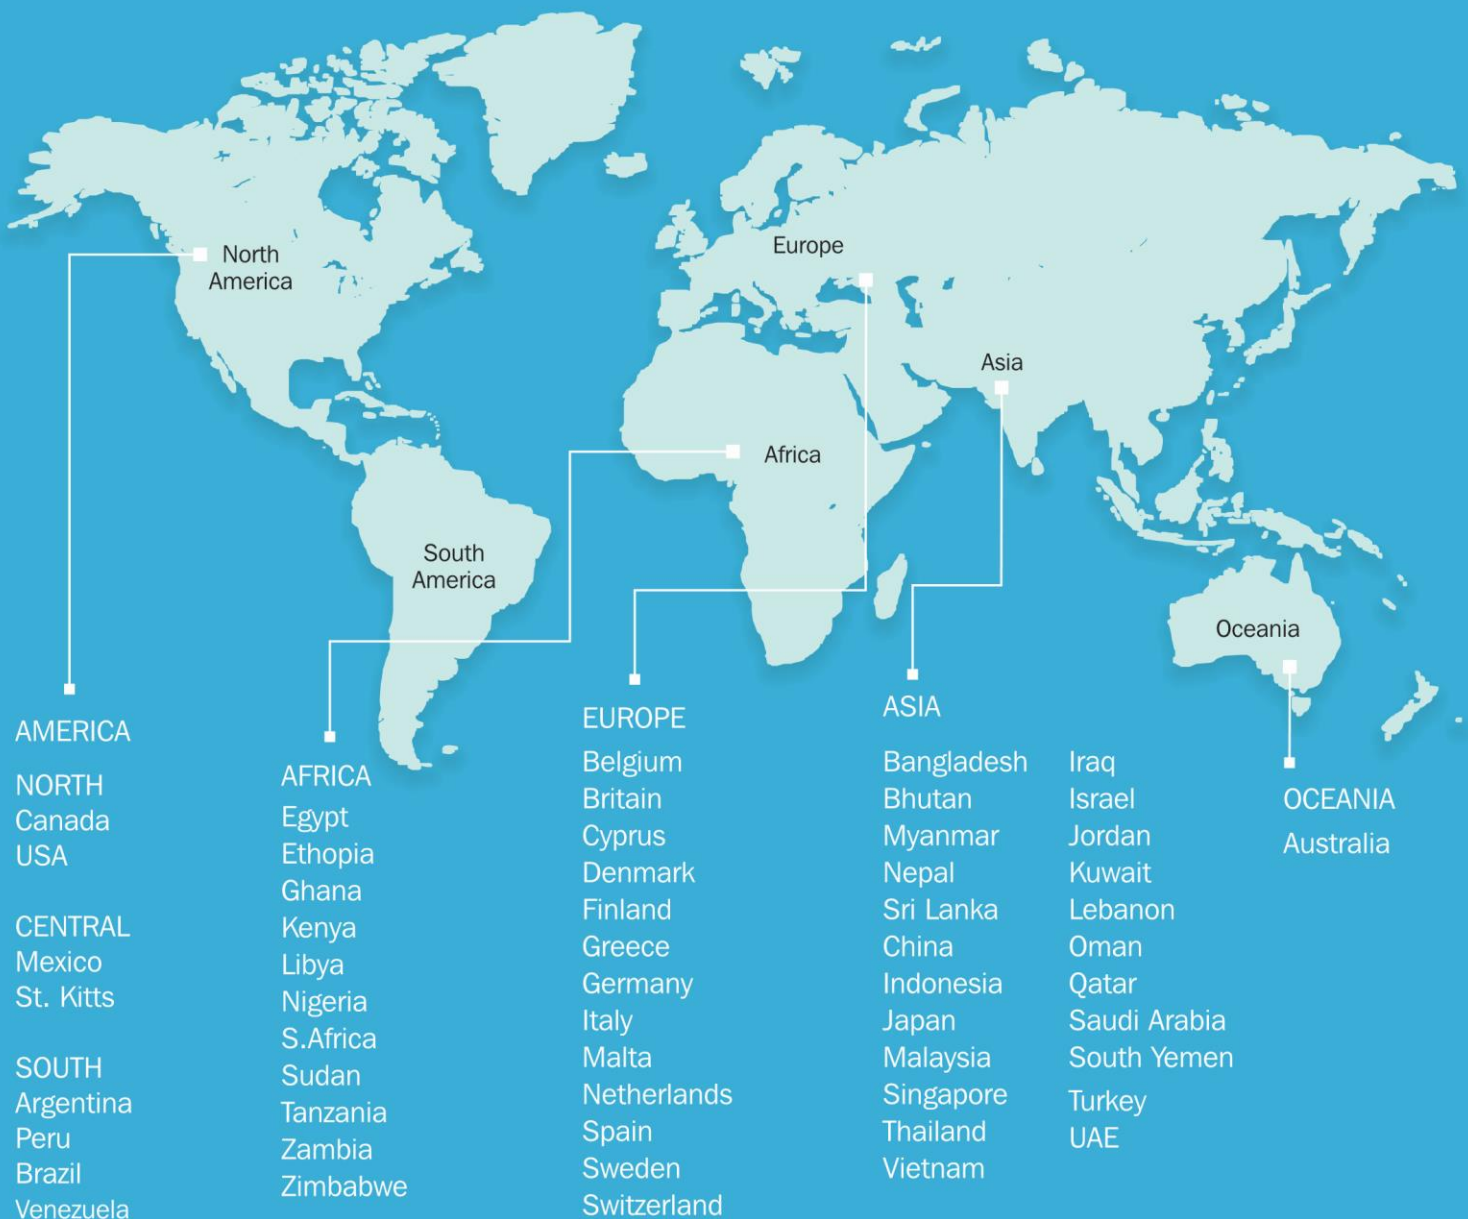 North
America
Europe
Asia
Africa
South
America
Oceania
AMERICA
NORTH
Canada
USA
CENTRAL
Mexico
St. Kitts
SOUTH
Argentina
Peru
Brazil
Venezuela
AFRICA
Egypt
Ethopia
Ghana
Kenya
Libya
Nigeria
S.Africa
Sudan
Tanzania
Zambia
Zimbabwe
EUROPE
Belgium
Britain
Cyprus
Denmark
Finland
Greece
Germany
Italy
Malta
Netherlands
Spain
Sweden
Switzerland
ASIA
Bangladesh
Bhutan
Myanmar
Nepal
Sri Lanka
China
Indonesia
Japan
Malaysia
Singapore
Thailand
Vietnam
Iraq
Israel
Jordan
Kuwait
Lebanon
Oman
Qatar
Saudi Arabia
South Yemen
Turkey
UAE
OCEANIA
Australia